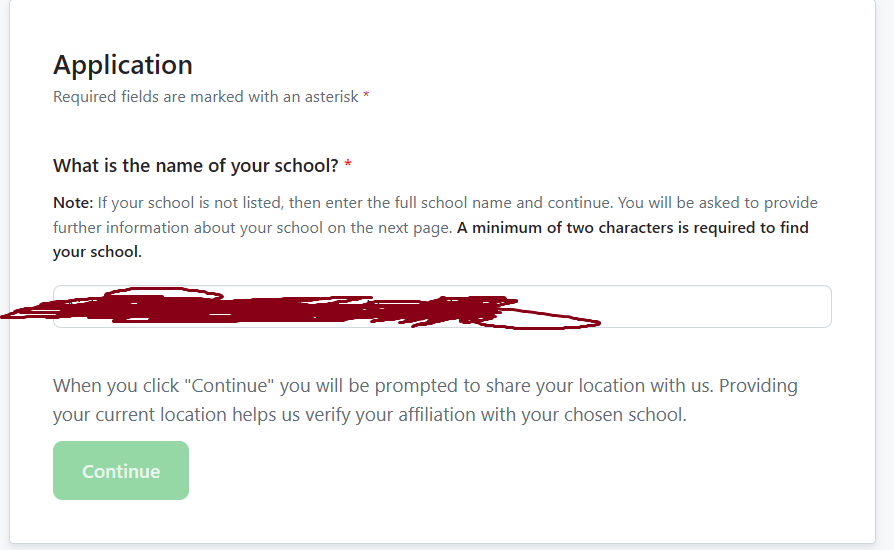 Application
Required fields are marked with an asterisk *
What is the name of your school? *
Note: If your school is not listed, then enter the full school name and continue. You will be asked to provide
further information about your school on the next page. A minimum of two characters is required to find
your school.
When you click "Continue" you will be prompted to share your location with us. Providing
your current location helps us verify your affiliation with your chosen school.
Continue